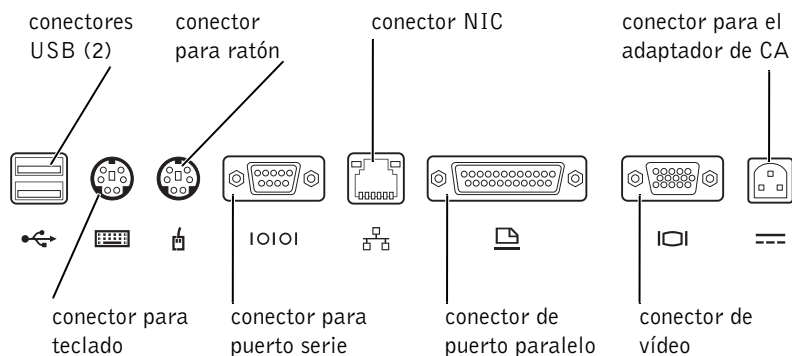 conectores
USB (2)
conector
para ratón
conector NIC
conector para el
adaptador de CA
IOIOI
conector para
teclado
conector para
puerto serie
conector de
puerto paralelo
conector de
vídeo